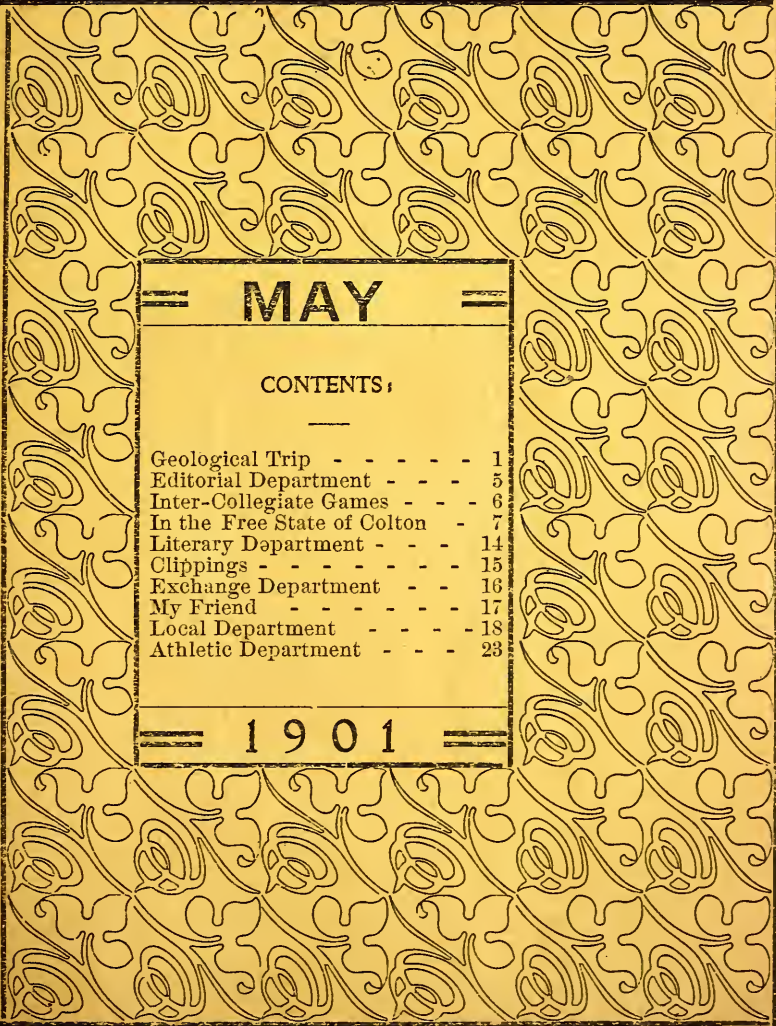 MAY
CONTENTS:
Geological Trip - - - - - 1
Editorial Department - - - 5
Inter-Collegiate Games - - - 6
In the Free State of Colton - 7
Literary Department - - - 14
Clippings - - - - - - - 15
Exchange Department - - 16
My Friend - - - - - - 17
Local Department - - - - 18
Athletic Department - - - 23
1901